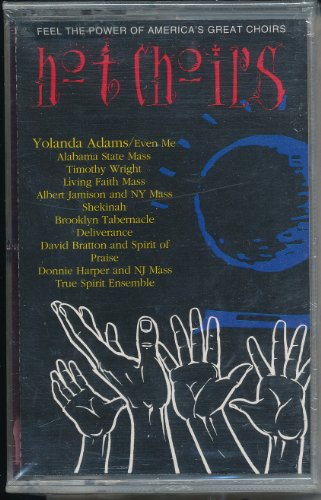 FEEL THE POWER OF AMERICA'S GREAT CHOIRS
hot choirs
Yolanda Adams/Even Me
Alabama State Mass
Timothy Wright
Living Faith Mass
Albert Jamison and NY Mass
Shekinah
Brooklyn Tabernacle
Deliverance
David Bratton and Spirit of
Praise
Donnie Harper and NJ Mass
True Spirit Ensemble